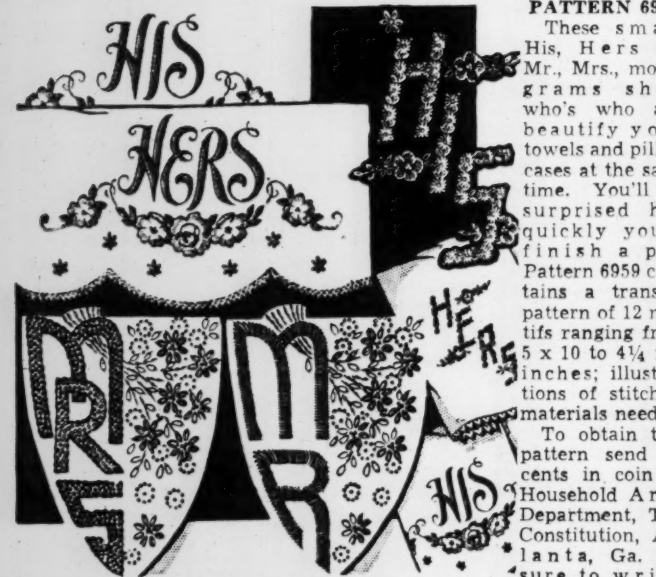 HIS
HERS
HIS
HERS
MRS
MR
HIS
PATTERN 69
These sma
His, Hers
Mr., Mrs., mo
grams sh
who's who a
beautify yo
towels and pil
cases at the sa
time. You'll
surprised h
quickly you
finish a p
Pattern 6959 c
tains a trans
pattern of 12 m
tifs ranging fr
5 x 10 to 4¼
inches; illust
tions of stitch
materials need
To obtain t
pattern send
cents in coin
Household Ar
Department, T
Constitution, A
lanta, Ga.
sure to wri